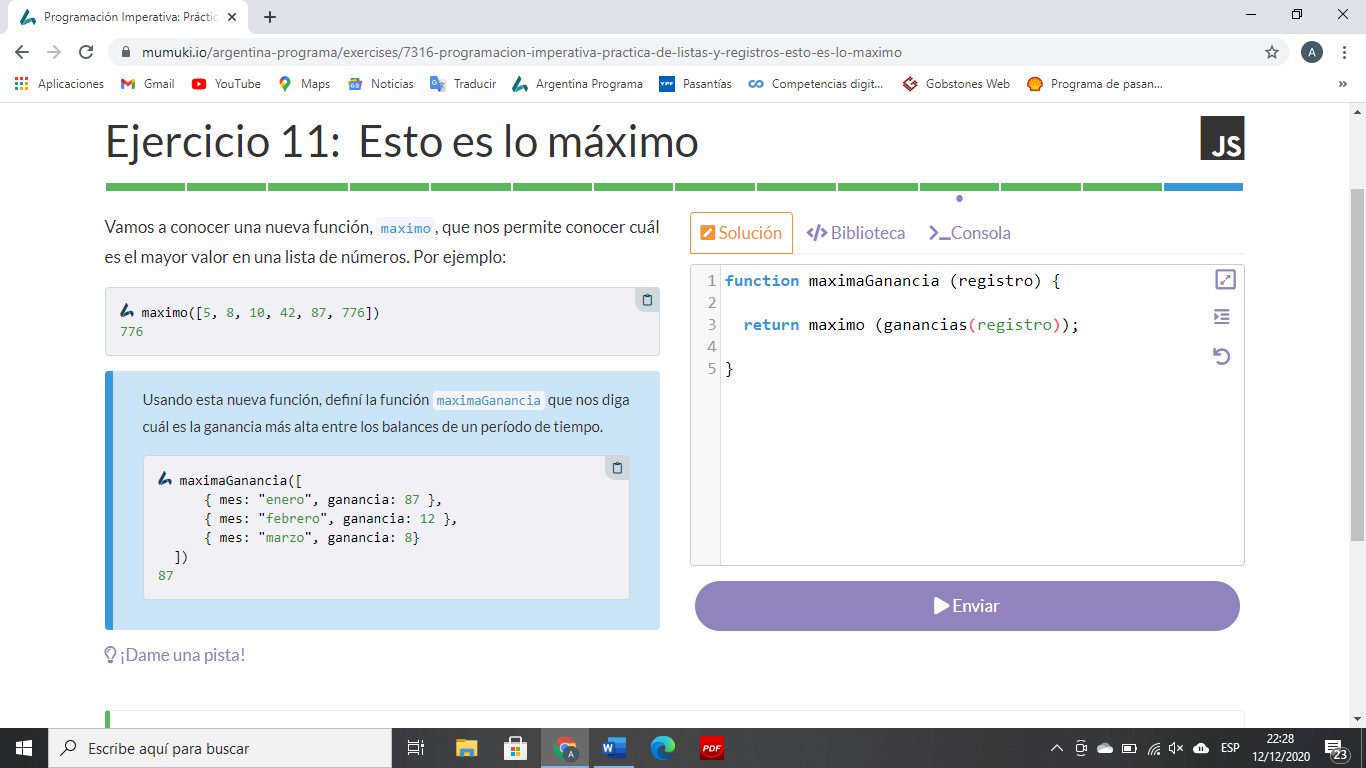 Programación Imperativa: Práctic
mumuki.io/argentina-programa/exercises/7316-programacion-imperativa-practica-de-listas-y-registros-esto-es-lo-maximo
A
Aplicaciones
Gmail
YouTube
Maps
Noticias
Traducir
Argentina Programa
YPF
Pasantías
Competencias digit...
Gobstones Web
Programa de pasan...
»
Ejercicio 11: Esto es lo máximo
JS
Vamos a conocer una nueva función, maximo, que nos permite conocer cuál
es el mayor valor en una lista de números. Por ejemplo:
maximo([5, 8, 10, 42, 87, 776])
776
Usando esta nueva función, definí la función maximaGanancia que nos diga
cuál es la ganancia más alta entre los balances de un período de tiempo.
maximaGanancia([
{ mes: "enero", ganancia: 87 },
{ mes: "febrero", ganancia: 12 },
{ mes: "marzo", ganancia: 8}
])
87
¡Dame una pista!
Solución
</> Biblioteca
>_Consola
1 function maximaGanancia (registro) {
2
3 return maximo (ganancias(registro));
4
5 }
Enviar
Escribe aquí para buscar
A
W
PDF
ESP
22:28
12/12/2020
23